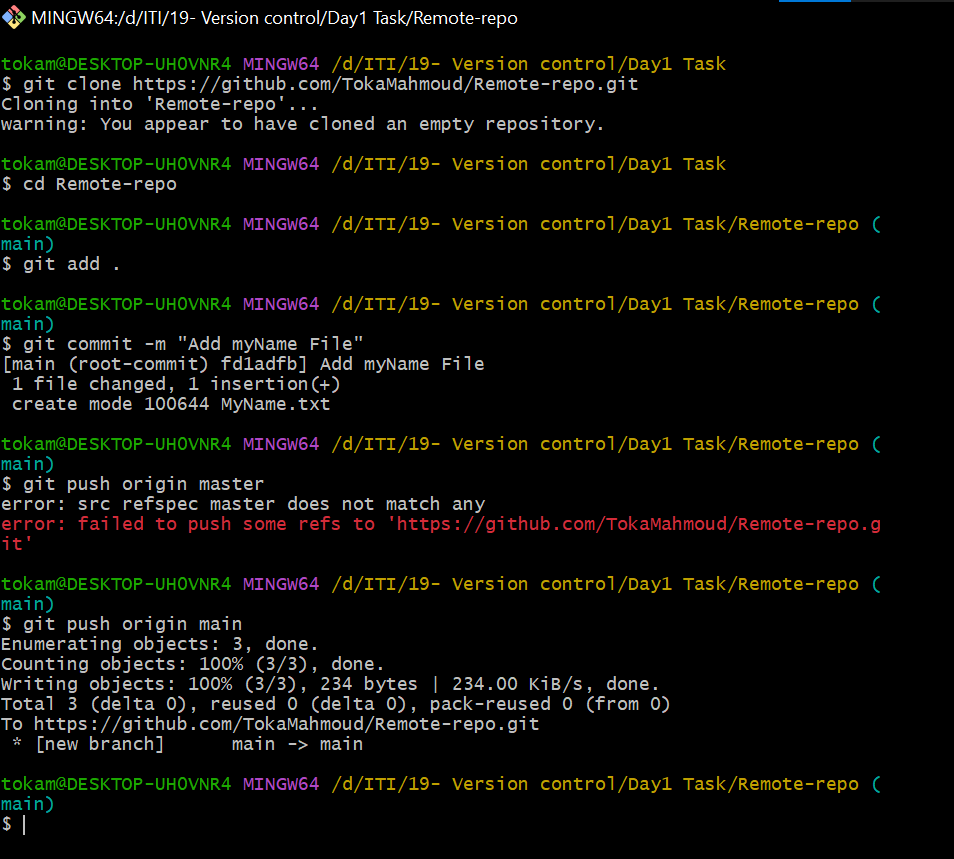 MINGW64:/d/ITI/19- Version control/Day1 Task/Remote-repo
tokam@DESKTOP-UH0VNR4 MINGW64 /d/ITI/19- Version control/Day1 Task
$ git clone https://github.com/TokaMahmoud/Remote-repo.git
Cloning into 'Remote-repo'...
warning: You appear to have cloned an empty repository.
tokam@DESKTOP-UH0VNR4 MINGW64 /d/ITI/19- Version control/Day1 Task
$ cd Remote-repo
tokam@DESKTOP-UH0VNR4 MINGW64 /d/ITI/19- Version control/Day1 Task/Remote-repo (
main)
$ git add .
tokam@DESKTOP-UH0VNR4 MINGW64 /d/ITI/19- Version control/Day1 Task/Remote-repo (
main)
$ git commit -m "Add myName File"
[main (root-commit) fd1adfb] Add myName File
 1 file changed, 1 insertion(+)
 create mode 100644 MyName.txt
tokam@DESKTOP-UH0VNR4 MINGW64 /d/ITI/19- Version control/Day1 Task/Remote-repo (
main)
$ git push origin master
error: src refspec master does not match any
error: failed to push some refs to 'https://github.com/TokaMahmoud/Remote-repo.g
it'
tokam@DESKTOP-UH0VNR4 MINGW64 /d/ITI/19- Version control/Day1 Task/Remote-repo (
main)
$ git push origin main
Enumerating objects: 3, done.
Counting objects: 100% (3/3), done.
Writing objects: 100% (3/3), 234 bytes | 234.00 KiB/s, done.
Total 3 (delta 0), reused 0 (delta 0), pack-reused 0 (from 0)
To https://github.com/TokaMahmoud/Remote-repo.git
 * [new branch]      main -> main
tokam@DESKTOP-UH0VNR4 MINGW64 /d/ITI/19- Version control/Day1 Task/Remote-repo (
main)
$